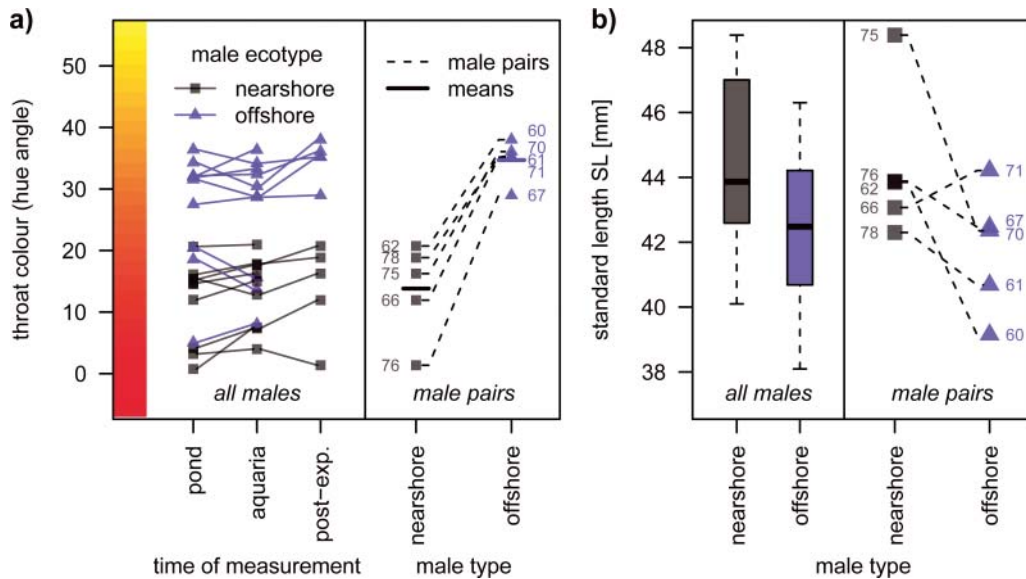 a)
throat colour (hue angle)
50
40
30
20
10
0
male ecotype
nearshore
offshore
all males
pond
aquaria
post-exp.
time of measurement
male pairs
means
60
70
61
71
67
62
78
75
66
76
male pairs
nearshore
offshore
male type
b)
standard length SL [mm]
48
46
44
42
40
38
all males
nearshore
offshore
75
76
62
66
78
71
67
70
61
60
male pairs
nearshore
offshore
male type